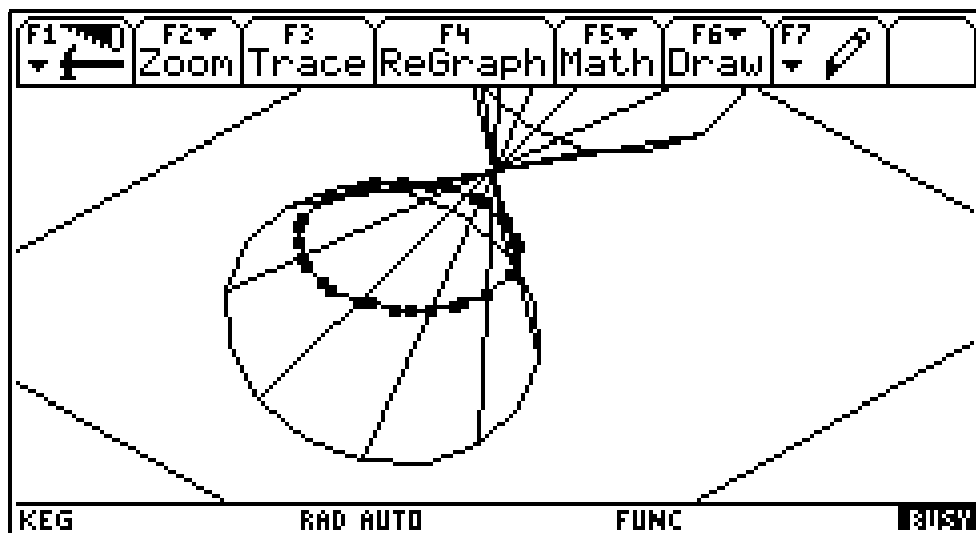 F1 F2 F3 F4 F5 F6 F7
Zoom Trace ReGraph Math Draw
KEG RAD AUTO FUNC BUSY